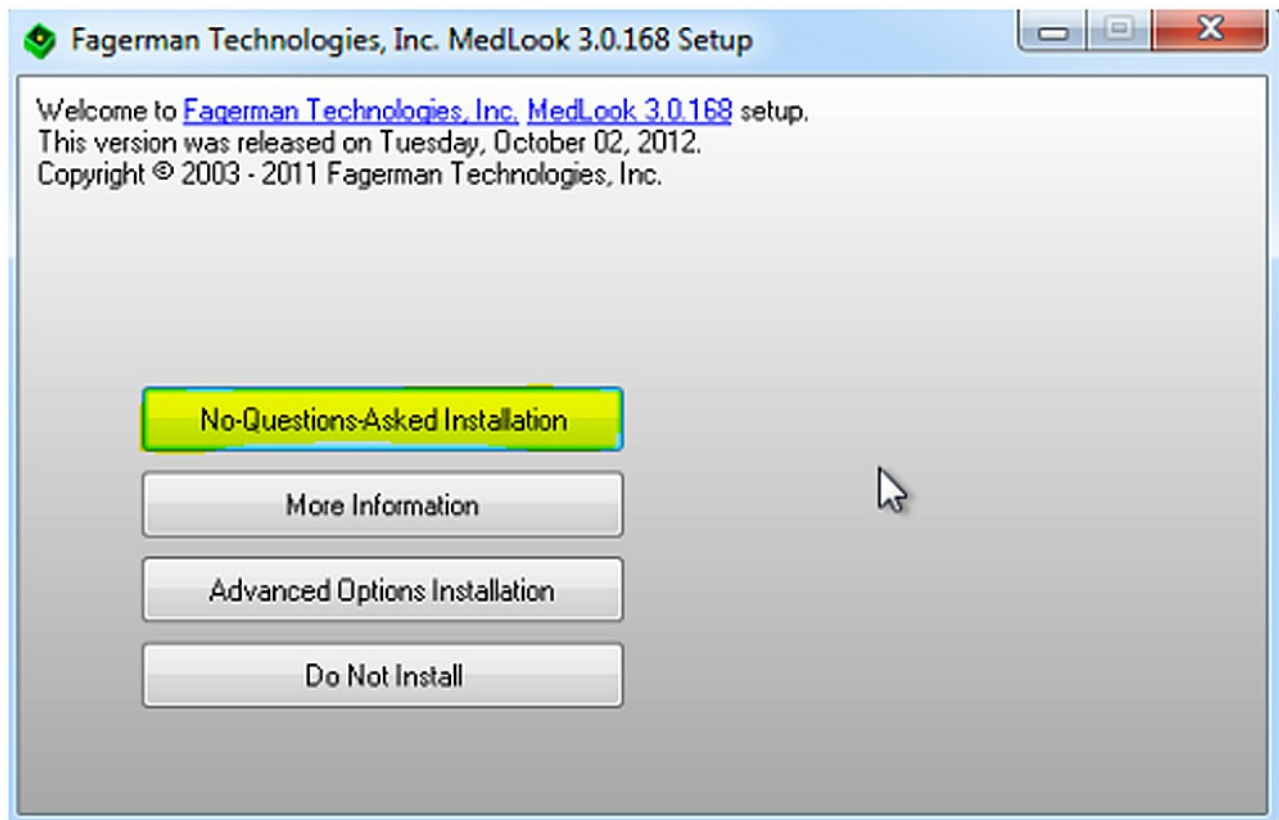 Fagerman Technologies, Inc. MedLook 3.0.168 Setup
Welcome to Fagerman Technologies, Inc. MedLook 3.0.168 setup.
This version was released on Tuesday, October 02, 2012.
Copyright © 2003 - 2011 Fagerman Technologies, Inc.
No-Questions-Asked Installation
More Information
Advanced Options Installation
Do Not Install